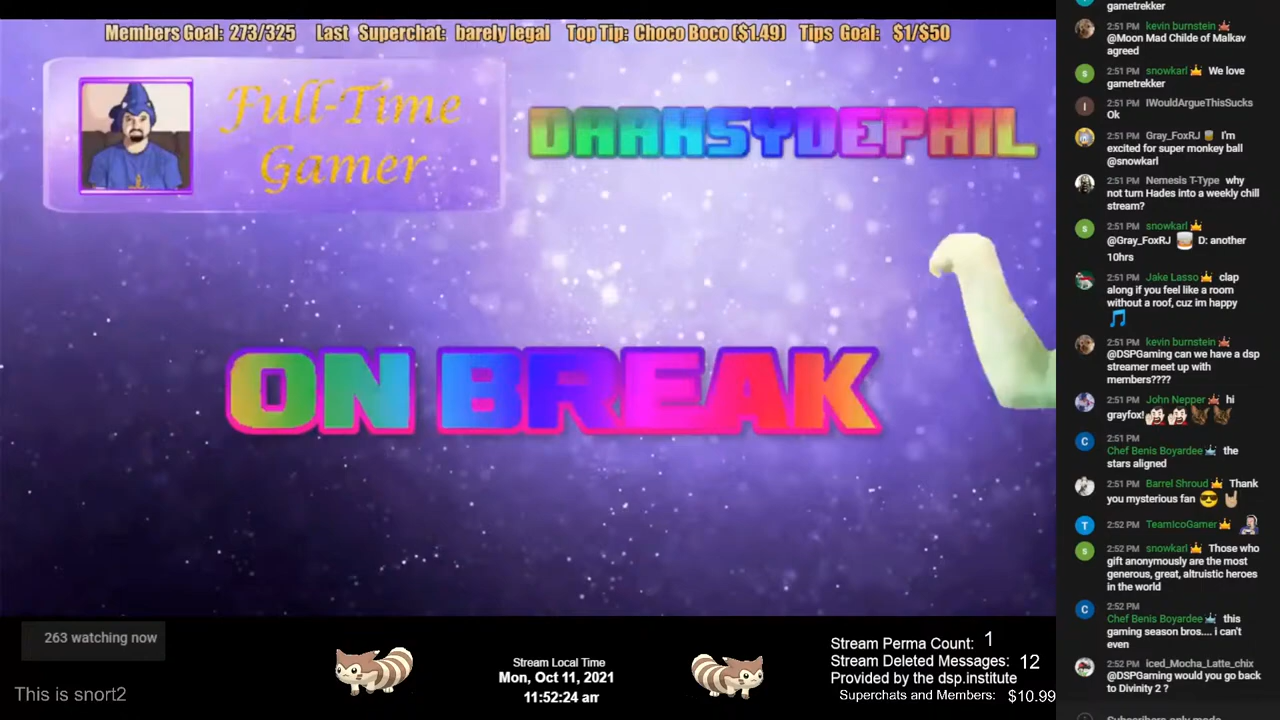 Members Goal: 273/325 Last Superchat: barely legal Top Tip: Choco Boco ($1.49) Tips Goal: $1/$50
Full-Time
Gamer
DARKSYDEPHIL
ON BREAK
263 watching now
This is snort2
Stream Local Time
Mon, Oct 11, 2021
11:52:24 am
Stream Perma Count: 1
Stream Deleted Messages: 12
Provided by the dsp.institute
Superchats and Members: $10.99
gametrekker
2:51 PM kevin burnstein
@Moon Mad Childe of Malkav
agreed
S
2:51 PM snowkarl We love
gametrekker
I
2:51 PM IWouldArgueThisSucks
Ok
2:51 PM Gray_FoxRJ I'm
excited for super monkey ball
@snowkarl
2:51 PM Nemesis T-Type why
not turn Hades into a weekly chill
stream?
S
2:51 PM snowkarl
@Gray_FoxRJ D: another
10hrs
2:51 PM Jake Lasso clap
along if you feel like a room
without a roof, cuz im happy
2:51 PM kevin burnstein
@DSPGaming can we have a dsp
streamer meet up with
members????
2:51 PM John Nepper hi
grayfox!
C
2:51 PM
Chef Benis Boyardee the
stars aligned
2:51 PM Barrel Shroud Thank
you mysterious fan
T
2:52 PM TeamIcoGamer
S
2:52 PM snowkarl Those who
gift anonymously are the most
generous, great, altruistic heroes
in the world
C
2:52 PM
Chef Benis Boyardee this
gaming season bros.... i can't
even
2:52 PM iced_Mocha_Latte_chix
@DSPGaming would you go back
to Divinity 2 ?
Subscribers-only mode